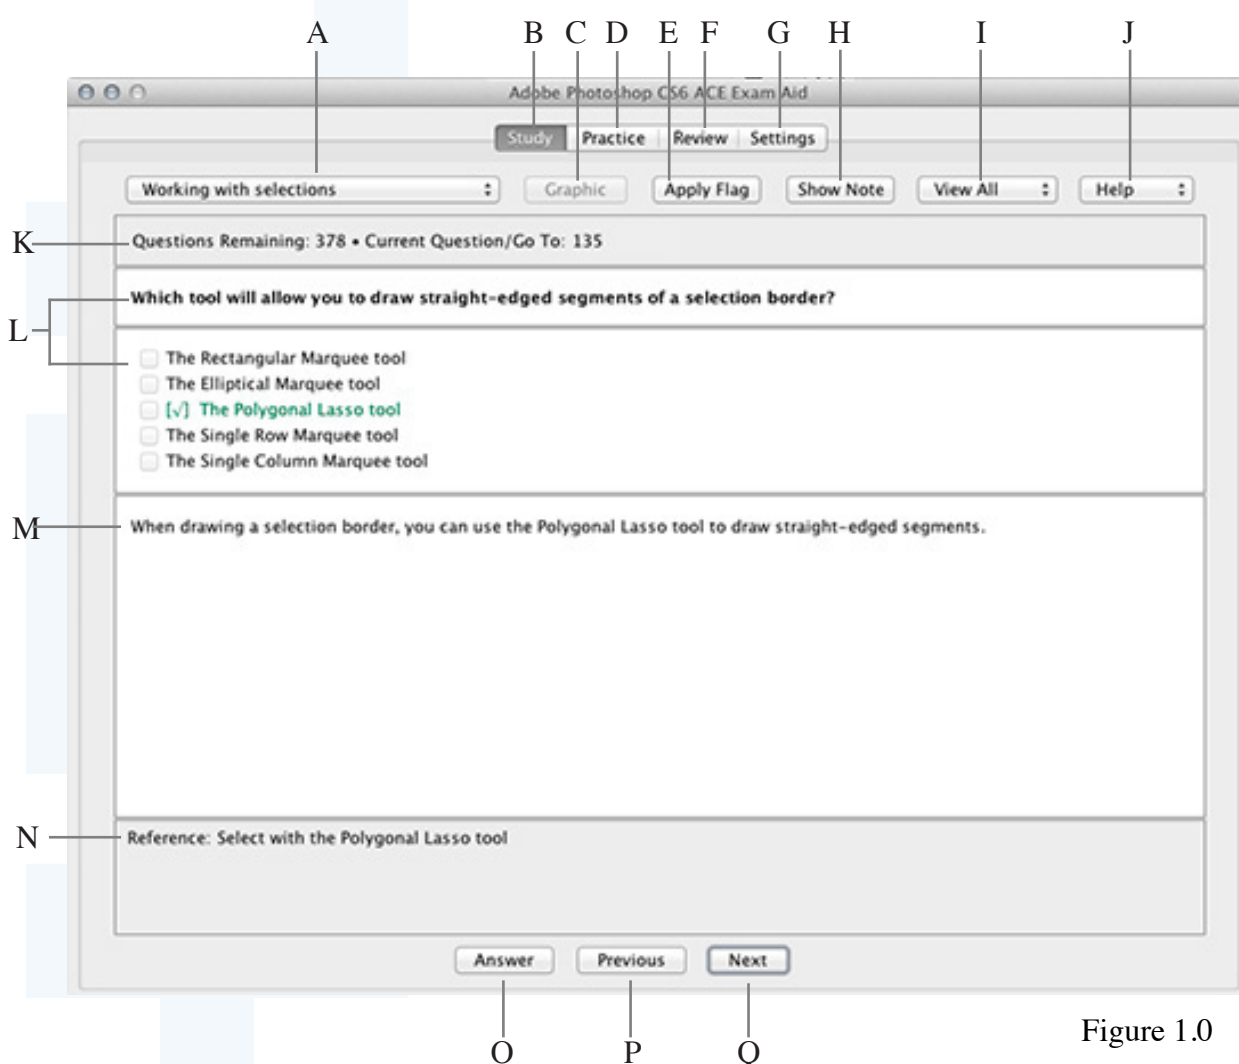 A B C D E F G H I J
Adobe Photoshop CS6 ACE Exam Aid
Study Practice Review Settings
Working with selections Graphic Apply Flag Show Note View All Help
K Questions Remaining: 378 • Current Question/Go To: 135
Which tool will allow you to draw straight-edged segments of a selection border?
L
The Rectangular Marquee tool
The Elliptical Marquee tool
[√] The Polygonal Lasso tool
The Single Row Marquee tool
The Single Column Marquee tool
M When drawing a selection border, you can use the Polygonal Lasso tool to draw straight-edged segments.
N Reference: Select with the Polygonal Lasso tool
Answer Previous Next
Figure 1.0
O P Q